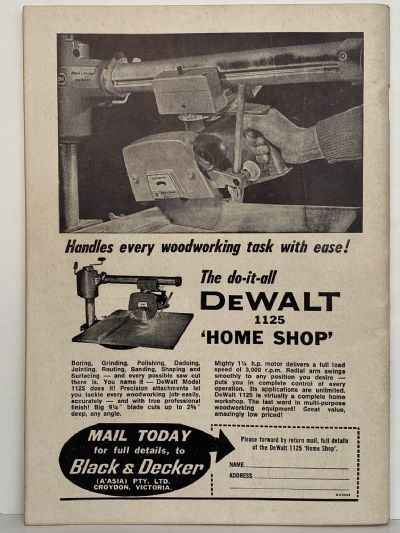 Black & Decker
Handles every woodworking task with ease!
The do-it-all
DEWALT
1125
'HOME SHOP'
Boring, Grinding, Polishing, Dadoing,
Jointing, Routing, Sanding, Shaping and
Surfacing — and every possible saw cut
there is. You name it — DeWalt Model
1125 does it! Precision attachments let
you tackle every woodworking job easily,
accurately — and with true professional
finish! Big 9¼" blade cuts up to 2⅝"
deep, any angle.
Mighty 1¼ h.p. motor delivers a full load
speed of 3,000 r.p.m. Radial arm swings
smoothly to any position you desire —
puts you in complete control of every
operation. Its applications are unlimited.
DeWalt 1125 is virtually a complete home
workshop. The last word in multi-purpose
woodworking equipment! Great value,
amazingly low priced!
MAIL TODAY
for full details, to
Black & Decker
(A'ASIA) PTY. LTD.
CROYDON, VICTORIA.
Please forward by return mail, full details
of the DeWalt 1125 'Home Shop'.
NAME
ADDRESS